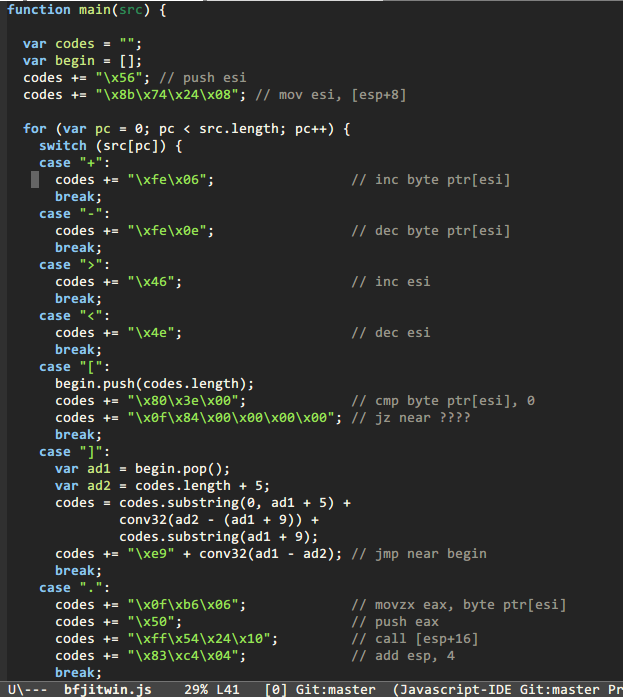 function main(src) {
  var codes = "";
  var begin = [];
  codes += "\x56"; // push esi
  codes += "\x8b\x74\x24\x08"; // mov esi, [esp+8]
  for (var pc = 0; pc < src.length; pc++) {
    switch (src[pc]) {
    case "+":
      codes += "\xfe\x06";                 // inc byte ptr[esi]
      break;
    case "-":
      codes += "\xfe\x0e";                 // dec byte ptr[esi]
      break;
    case ">":
      codes += "\x46";                     // inc esi
      break;
    case "<":
      codes += "\x4e";                     // dec esi
      break;
    case "[":
      begin.push(codes.length);
      codes += "\x80\x3e\x00";             // cmp byte ptr[esi], 0
      codes += "\x0f\x84\x00\x00\x00\x00"; // jz near ????
      break;
    case "]":
      var ad1 = begin.pop();
      var ad2 = codes.length + 5;
      codes = codes.substring(0, ad1 + 5) +
              conv32(ad2 - (ad1 + 9)) +
              codes.substring(ad1 + 9);
      codes += "\xe9" + conv32(ad1 - ad2); // jmp near begin
      break;
    case ".":
      codes += "\x0f\xb6\x06";             // movzx eax, byte ptr[esi]
      codes += "\x50";                     // push eax
      codes += "\xff\x54\x24\x10";         // call [esp+16]
      codes += "\x83\xc4\x04";             // add esp, 4
      break;
U\--- bfjitwin.js 29% L41 [0] Git:master (Javascript-IDE Git:master Pr